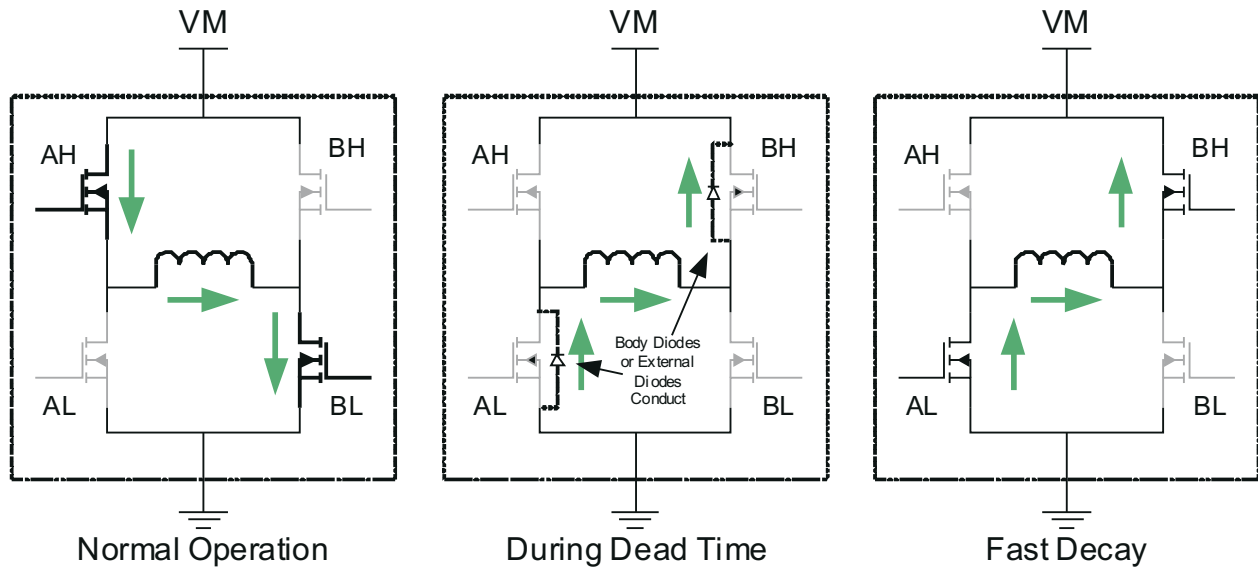 VM
VM
VM
AH
BH
AH
BH
AH
BH
AL
BL
Body Diodes
or External
Diodes
Conduct
AL
BL
AL
BL
Normal Operation
During Dead Time
Fast Decay